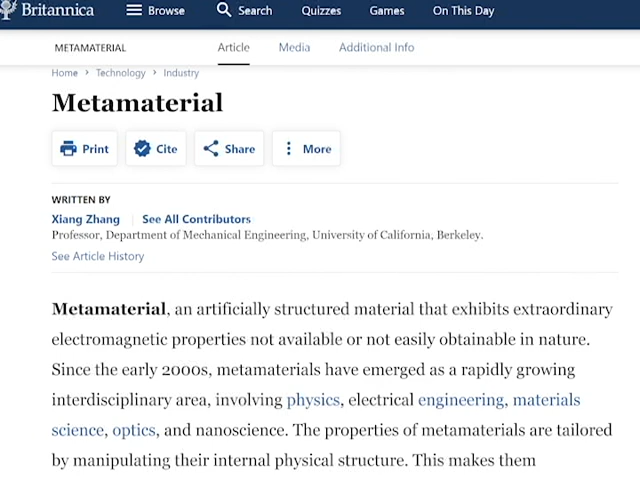 Britannica Browse Search Quizzes Games On This Day
METAMATERIAL Article Media Additional Info
Home > Technology > Industry
Metamaterial
Print Cite Share More
WRITTEN BY
Xiang Zhang See All Contributors
Professor, Department of Mechanical Engineering, University of California, Berkeley.
See Article History
Metamaterial, an artificially structured material that exhibits extraordinary
electromagnetic properties not available or not easily obtainable in nature.
Since the early 2000s, metamaterials have emerged as a rapidly growing
interdisciplinary area, involving physics, electrical engineering, materials
science, optics, and nanoscience. The properties of metamaterials are tailored
by manipulating their internal physical structure. This makes them